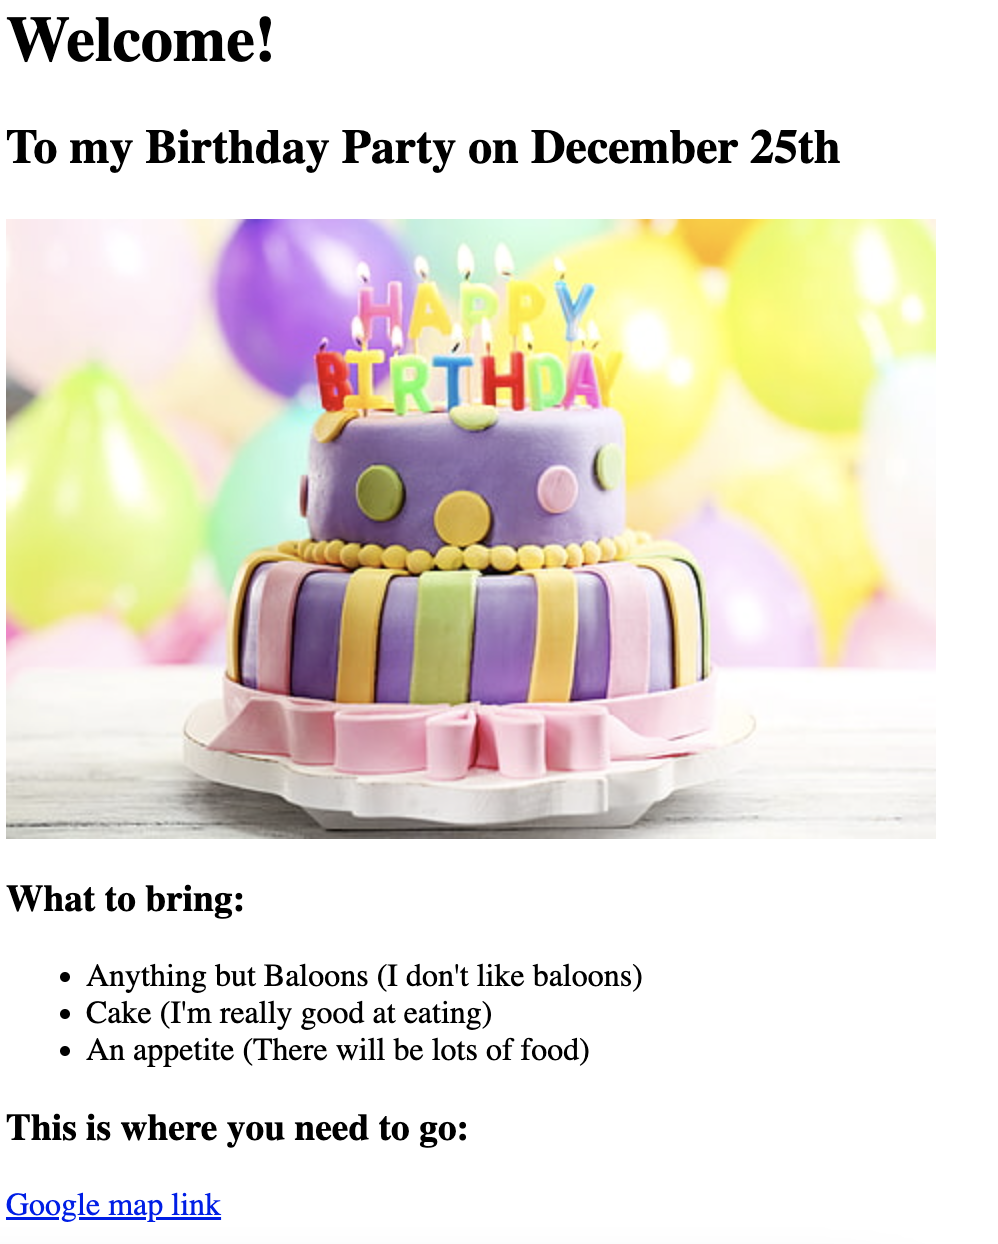 Welcome!
To my Birthday Party on December 25th
HAPPY
BIRTHDAY
What to bring:
Anything but Baloons (I don't like baloons)
Cake (I'm really good at eating)
An appetite (There will be lots of food)
This is where you need to go:
Google map link